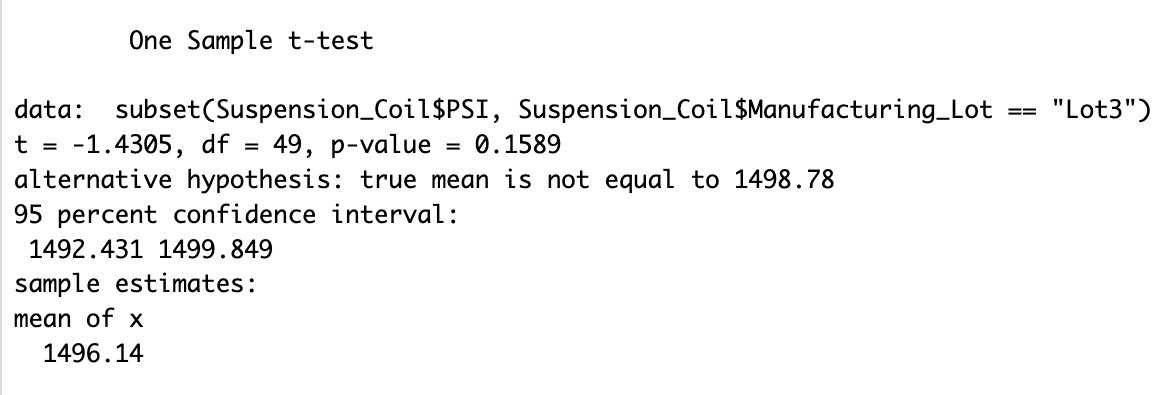 One Sample t-test
data:  subset(Suspension_Coil$PSI, Suspension_Coil$Manufacturing_Lot == "Lot3")
t = -1.4305, df = 49, p-value = 0.1589
alternative hypothesis: true mean is not equal to 1498.78
95 percent confidence interval:
 1492.431 1499.849
sample estimates:
mean of x
  1496.14